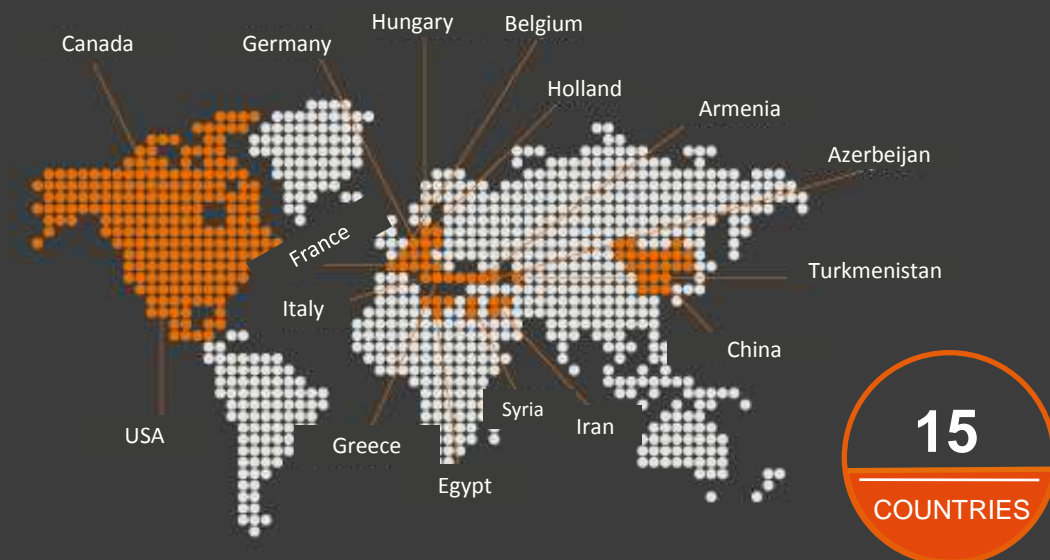 Hungary
Belgium
Canada
Germany
Holland
Armenia
Azerbeijan
France
Turkmenistan
Italy
China
Syria
Iran
USA
Greece
Egypt
15
COUNTRIES